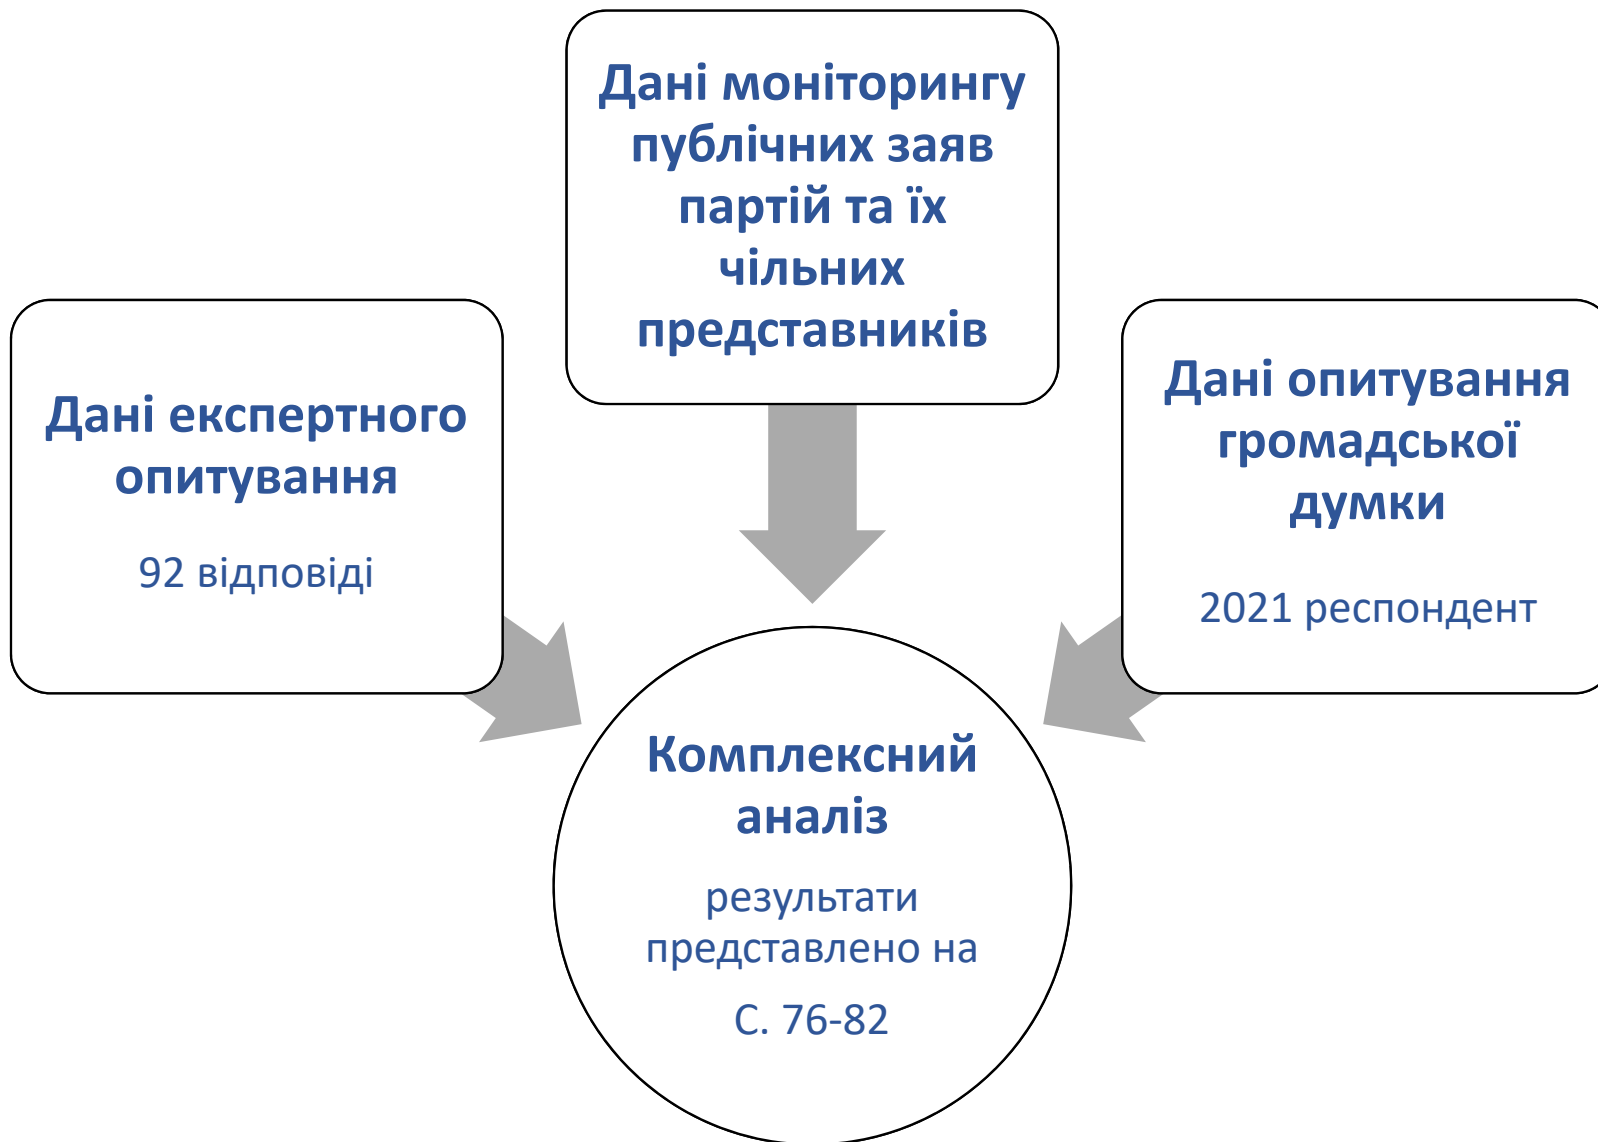 Дані моніторингу
публічних заяв
партій та їх
чільних
представників
Дані експертного
опитування
92 відповіді
Дані опитування
громадської
думки
2021 респондент
Комплексний
аналіз
результати
представлено на
С. 76-82